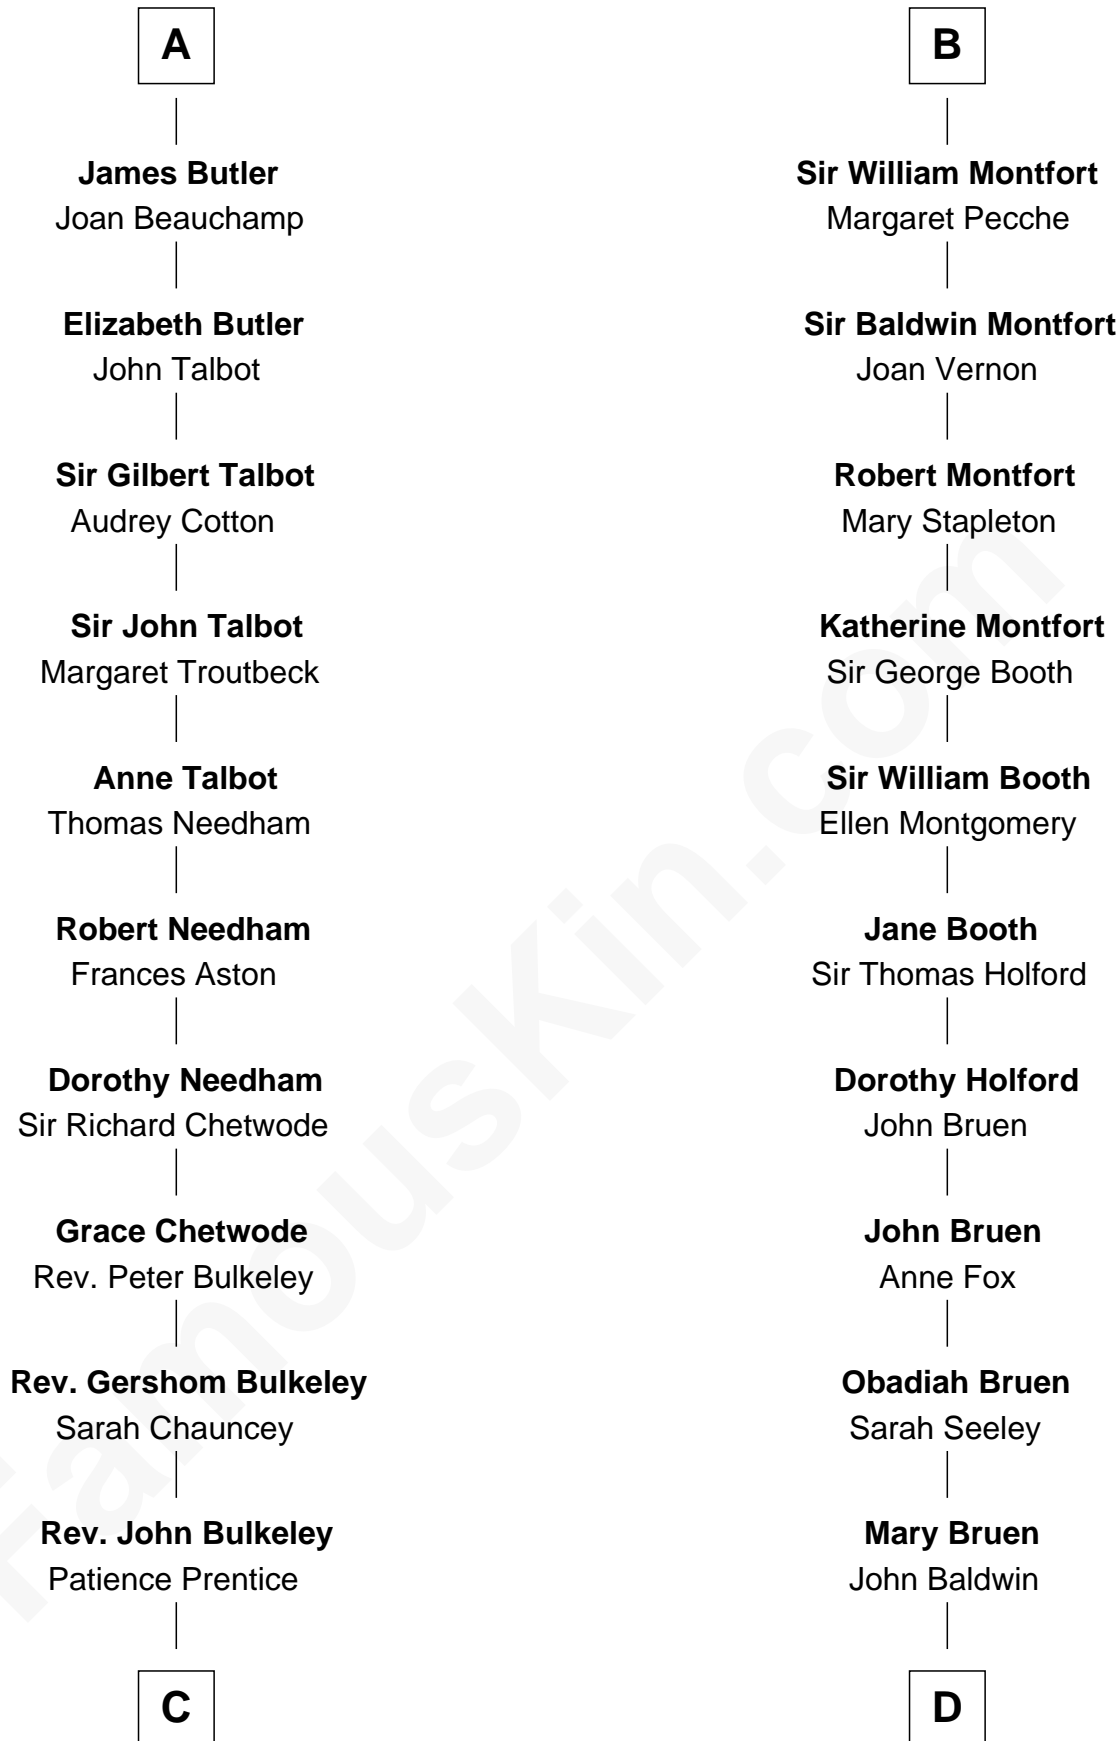 A
James Butler
Joan Beauchamp
Elizabeth Butler
John Talbot
Sir Gilbert Talbot
Audrey Cotton
Sir John Talbot
Margaret Troutbeck
Anne Talbot
Thomas Needham
Robert Needham
Frances Aston
Dorothy Needham
Sir Richard Chetwode
Grace Chetwode
Rev. Peter Bulkeley
Rev. Gershom Bulkeley
Sarah Chauncey
Rev. John Bulkeley
Patience Prentice
C
B
Sir William Montfort
Margaret Pecche
Sir Baldwin Montfort
Joan Vernon
Robert Montfort
Mary Stapleton
Katherine Montfort
Sir George Booth
Sir William Booth
Ellen Montgomery
Jane Booth
Sir Thomas Holford
Dorothy Holford
John Bruen
John Bruen
Anne Fox
Obadiah Bruen
Sarah Seeley
Mary Bruen
John Baldwin
D
FamousKin.com